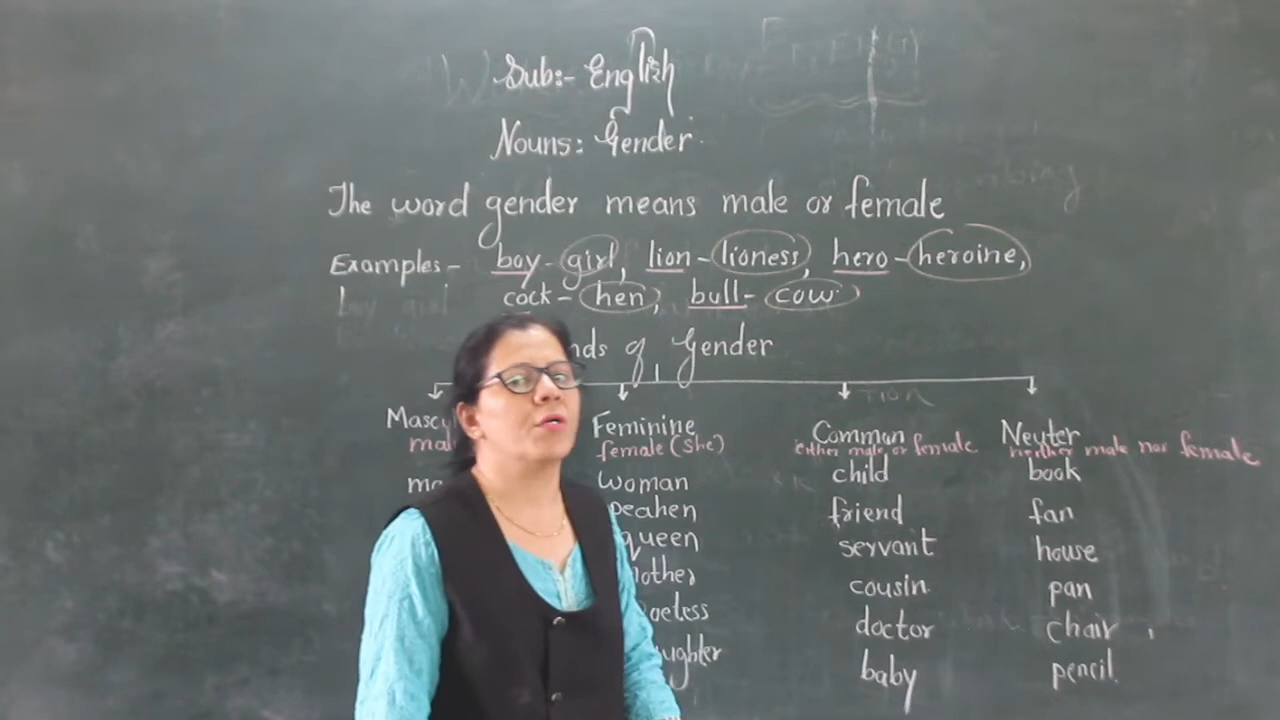 Sub:- English
Nouns: Gender
The word gender means male or female
Examples- boy - girl, lion - lioness, hero - heroine,
cock - hen, bull - cow
of Gender
Feminine Common Neuter
female (She) either male or female neither male nor female
woman child book
peahen friend fan
queen servant house
cousin pan
doctor chair
baby pencil